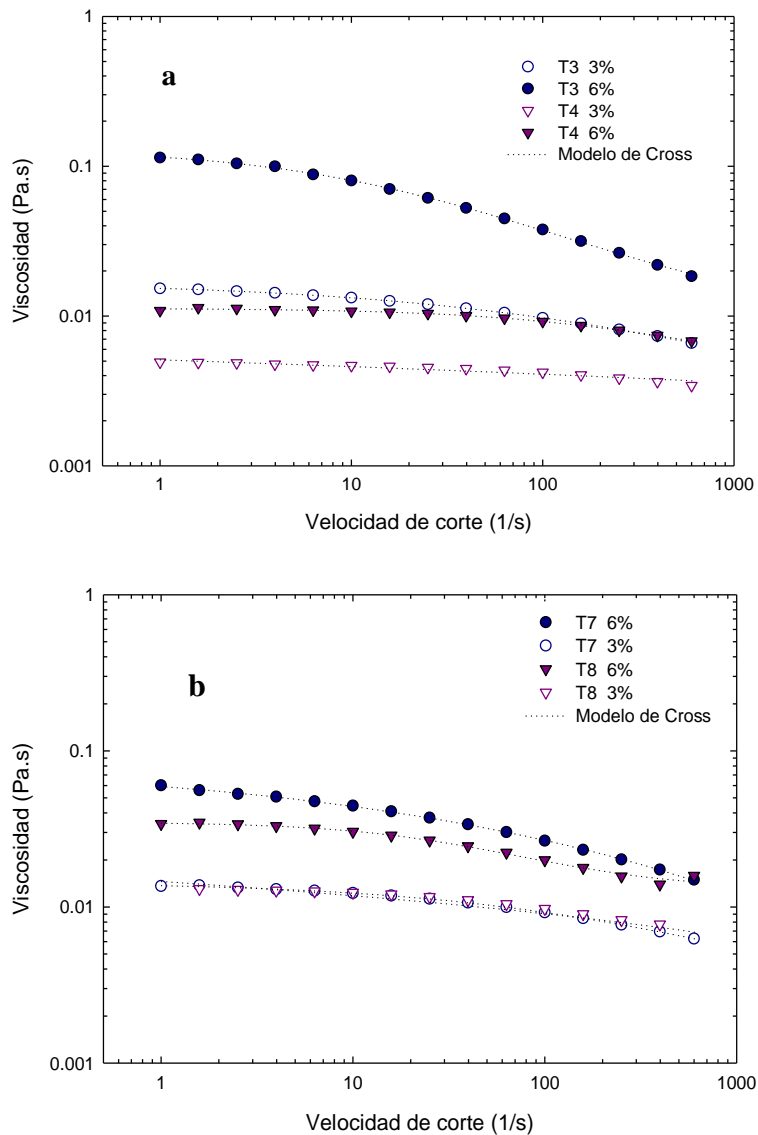 1
a
T3 3%
T3 6%
T4 3%
T4 6%
Modelo de Cross
0.1
0.01
0.001
Viscosidad (Pa.s)
1 10 100 1000
Velocidad de corte (1/s)
1
T7 6%
T7 3%
T8 6%
T8 3%
Modelo de Cross
b
0.1
0.01
0.001
Viscosidad (Pa.s)
1 10 100 1000
Velocidad de corte (1/s)